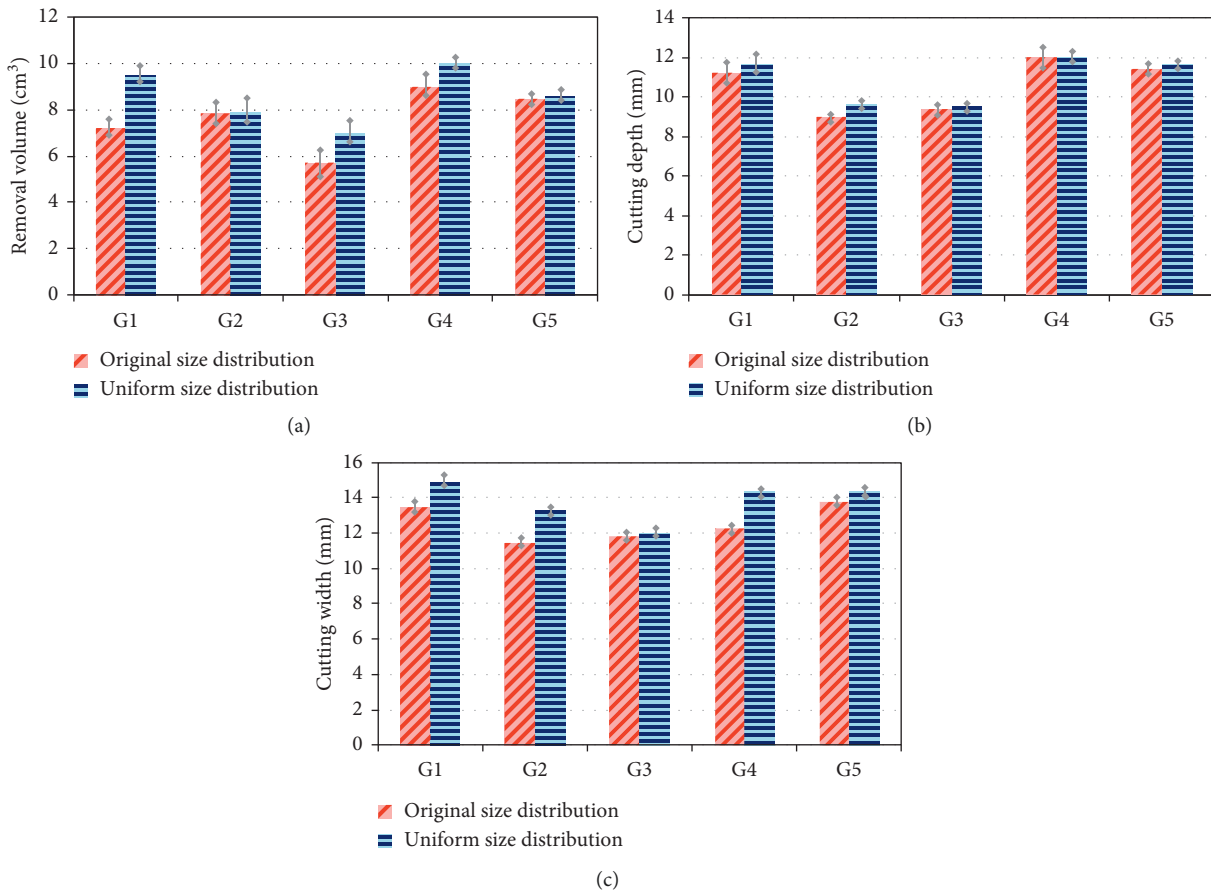 12
10
8
6
4
2
0
Removal volume (cm³)
G1 G2 G3 G4 G5
Original size distribution
Uniform size distribution
(a)
14
12
10
8
6
4
2
0
Cutting depth (mm)
G1 G2 G3 G4 G5
Original size distribution
Uniform size distribution
(b)
16
14
12
10
8
6
4
2
0
Cutting width (mm)
G1 G2 G3 G4 G5
Original size distribution
Uniform size distribution
(c)